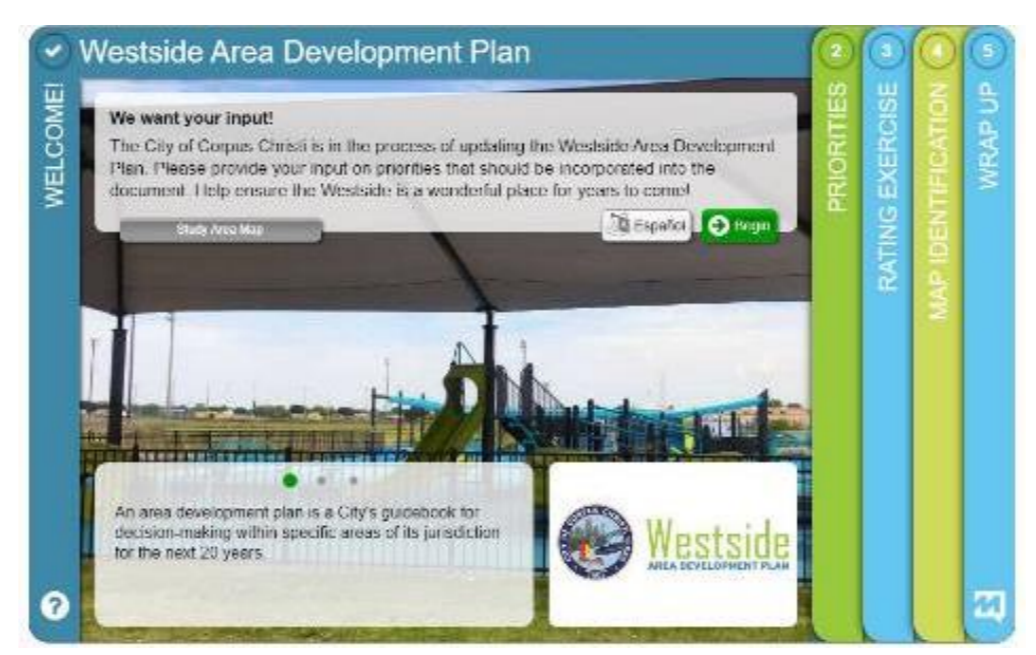 Westside Area Development Plan
WELCOME!
We want your input!
The City of Corpus Christi is in the process of updating the Westside Area Development
Plan. Please provide your input on priorities that should be incorporated into the
document. Help ensure the Westside is a wonderful place for years to come!
Study Area Map
Español
Begin
An area development plan is a City's guidebook for
decision-making within specific areas of its jurisdiction
for the next 20 years.
Westside
AREA DEVELOPMENT PLAN
?
2
PRIORITIES
3
RATING EXERCISE
4
MAP IDENTIFICATION
5
WRAP UP